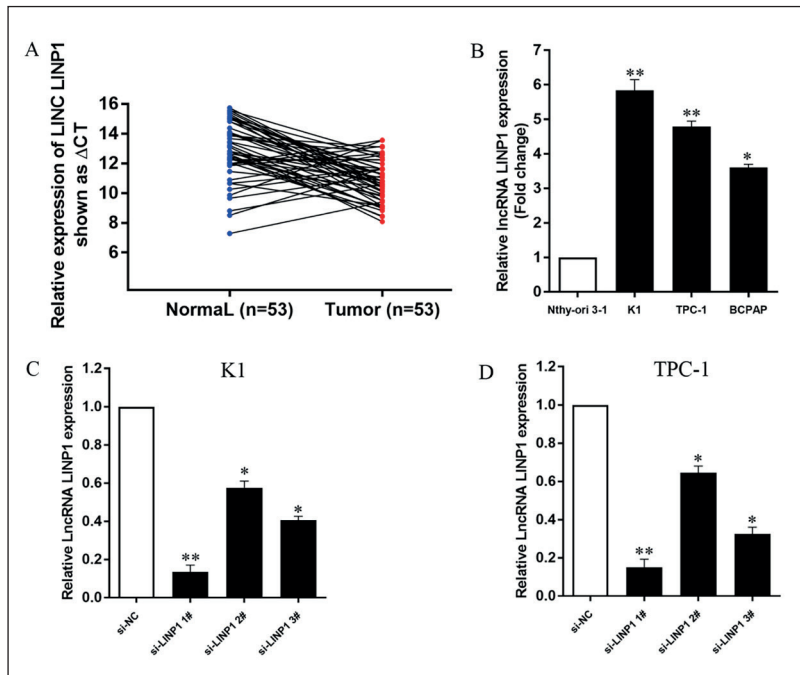 A
Relative expression of LINC LINP1
shown as ΔCT
16
14
12
10
8
6
NormaL (n=53)
Tumor (n=53)
B
Relative lncRNA LINP1 expression
(Fold change)
7
6
5
4
3
2
1
0
**
**
*
Nthy-ori 3-1
K1
TPC-1
BCPAP
C
K1
Relative LncRNA LINP1 expression
1.2
1.0
0.8
0.6
0.4
0.2
0.0
**
*
*
si-NC
si-LINP1 1#
si-LINP1 2#
si-LINP1 3#
D
TPC-1
Relative LncRNA LINP1 expression
1.2
1.0
0.8
0.6
0.4
0.2
0.0
**
*
*
si-NC
si-LINP1 1#
si-LINP1 2#
si-LINP1 3#